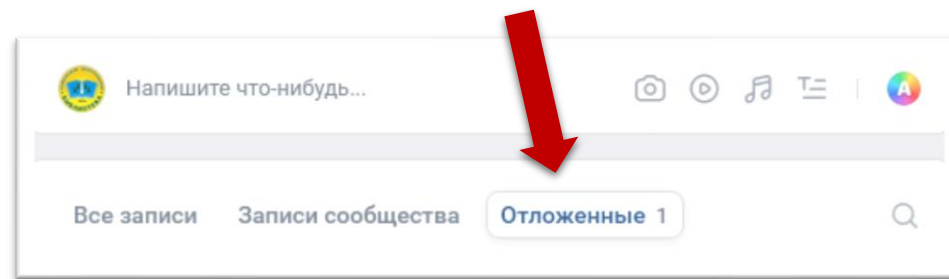 Напишите что-нибудь...
А
Все записи Записи сообщества Отложенные 1